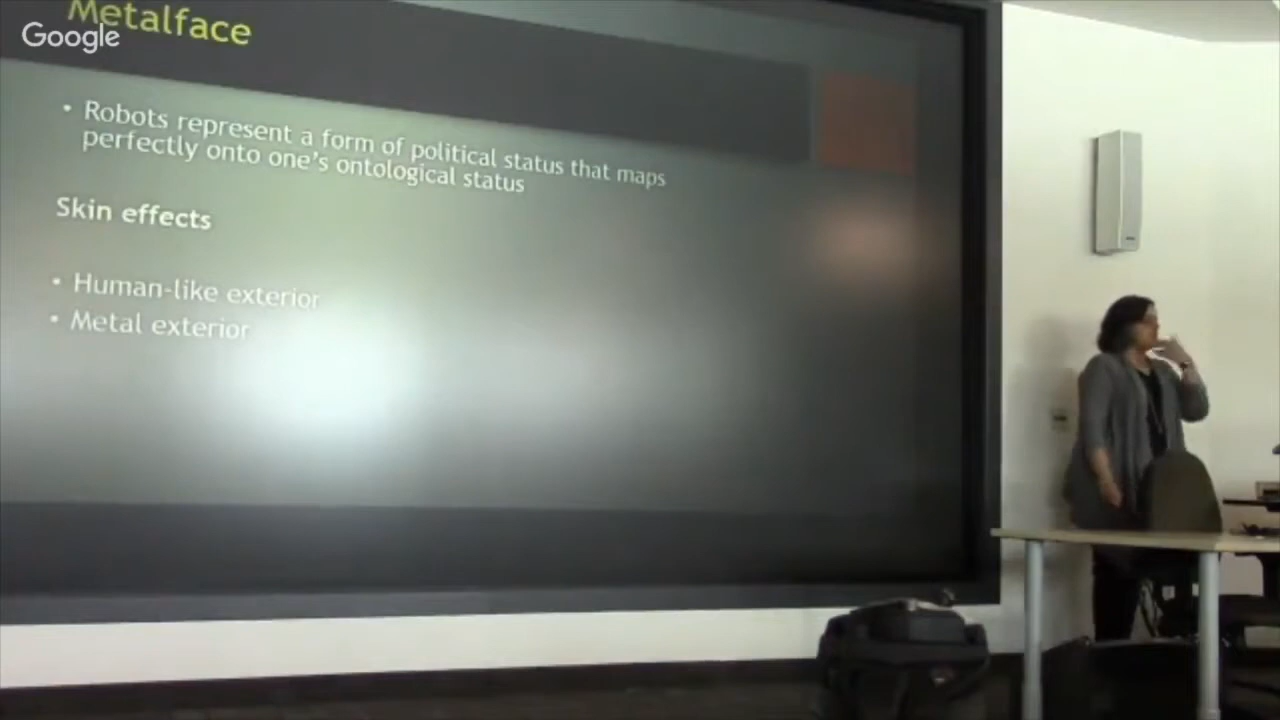 Metalface
Google
• Robots represent a form of political status that maps
perfectly onto one's ontological status
Skin effects
• Human-like exterior
• Metal exterior